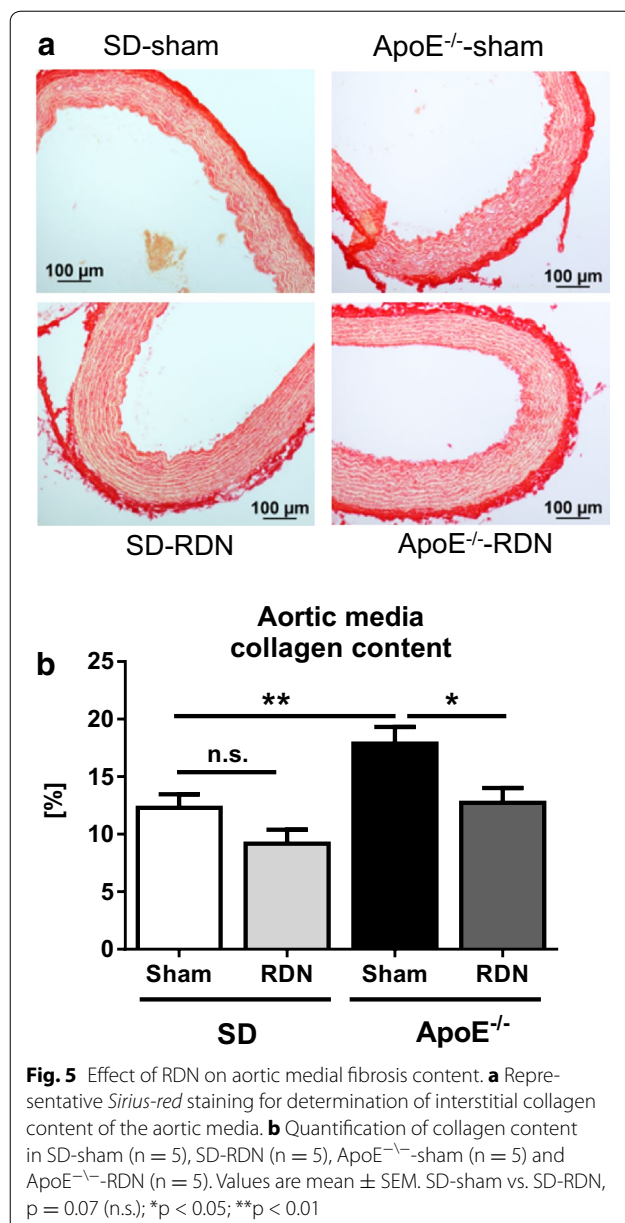 a
SD-sham
ApoE-/--sham
100 µm
100 µm
100 µm
100 µm
SD-RDN
ApoE-/--RDN
b
Aortic media
collagen content
25
20
15
10
5
0
[%]
**
*
n.s.
Sham
RDN
Sham
RDN
SD
ApoE-/-
Fig. 5 Effect of RDN on aortic medial fibrosis content. a Repre-
sentative Sirius-red staining for determination of interstitial collagen
content of the aortic media. b Quantification of collagen content
in SD-sham (n = 5), SD-RDN (n = 5), ApoE−\−-sham (n = 5) and
ApoE−\−-RDN (n = 5). Values are mean ± SEM. SD-sham vs. SD-RDN,
p = 0.07 (n.s.); *p < 0.05; **p < 0.01